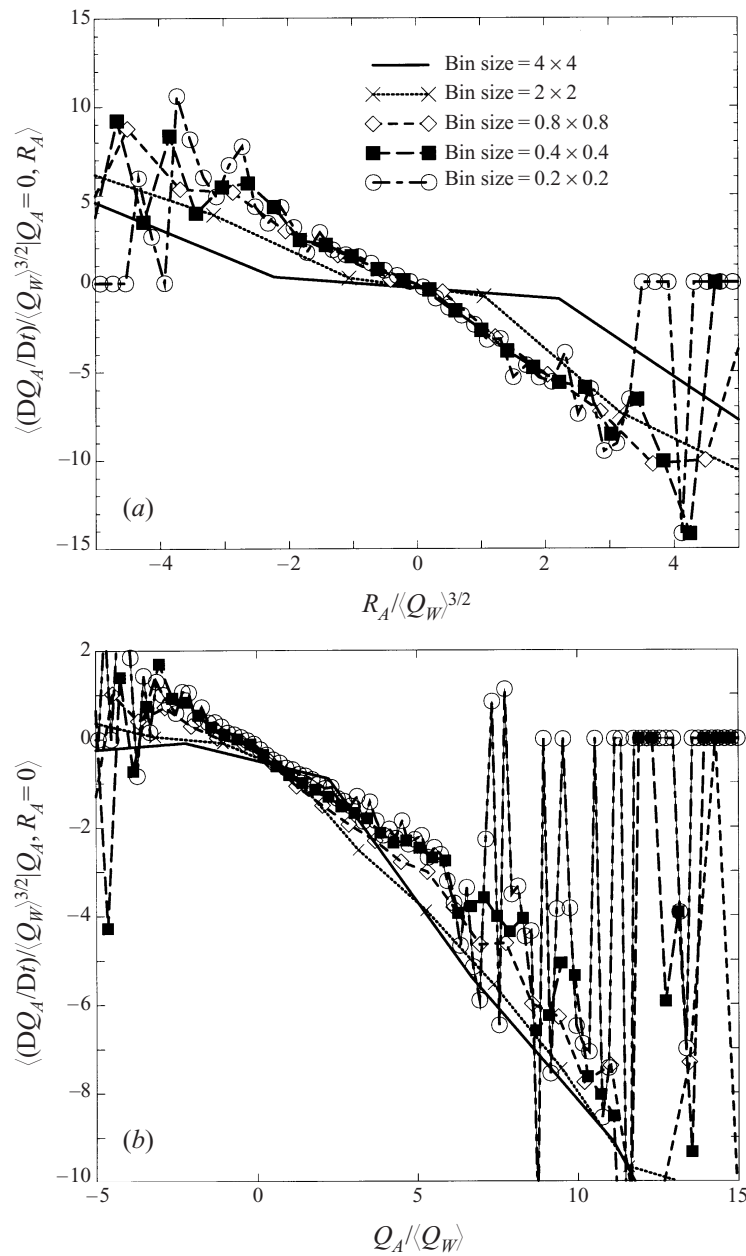 15
10
5
0
−5
−10
−15
⟨(DQ_A/Dt)/⟨Q_W⟩^{3/2}|Q_A = 0, R_A⟩
Bin size = 4 × 4
Bin size = 2 × 2
Bin size = 0.8 × 0.8
Bin size = 0.4 × 0.4
Bin size = 0.2 × 0.2
(a)
−4 −2 0 2 4
R_A/⟨Q_W⟩^{3/2}
2
0
−2
−4
−6
−8
−10
⟨(DQ_A/Dt)/⟨Q_W⟩^{3/2}|Q_A, R_A = 0⟩
(b)
−5 0 5 10 15
Q_A/⟨Q_W⟩